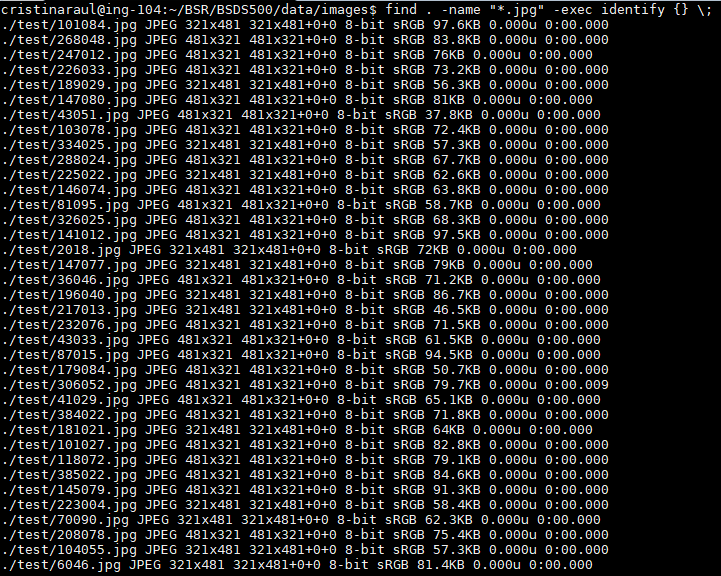 cristinaraul@ing-104:~/BSR/BSDS500/data/images$ find . -name "*.jpg" -exec identify {} \;
./test/101084.jpg JPEG 321x481 321x481+0+0 8-bit sRGB 97.6KB 0.000u 0:00.000
./test/268048.jpg JPEG 481x321 481x321+0+0 8-bit sRGB 83.8KB 0.000u 0:00.000
./test/247012.jpg JPEG 481x321 481x321+0+0 8-bit sRGB 76KB 0.000u 0:00.000
./test/226033.jpg JPEG 481x321 481x321+0+0 8-bit sRGB 73.2KB 0.000u 0:00.000
./test/189029.jpg JPEG 321x481 321x481+0+0 8-bit sRGB 56.3KB 0.000u 0:00.000
./test/147080.jpg JPEG 481x321 481x321+0+0 8-bit sRGB 81KB 0.000u 0:00.000
./test/43051.jpg JPEG 481x321 481x321+0+0 8-bit sRGB 37.8KB 0.000u 0:00.000
./test/103078.jpg JPEG 481x321 481x321+0+0 8-bit sRGB 72.4KB 0.000u 0:00.000
./test/334025.jpg JPEG 481x321 481x321+0+0 8-bit sRGB 57.3KB 0.000u 0:00.000
./test/288024.jpg JPEG 481x321 481x321+0+0 8-bit sRGB 67.7KB 0.000u 0:00.000
./test/225022.jpg JPEG 481x321 481x321+0+0 8-bit sRGB 62.6KB 0.000u 0:00.000
./test/146074.jpg JPEG 481x321 481x321+0+0 8-bit sRGB 63.8KB 0.000u 0:00.000
./test/81095.jpg JPEG 481x321 481x321+0+0 8-bit sRGB 58.7KB 0.000u 0:00.000
./test/326025.jpg JPEG 481x321 481x321+0+0 8-bit sRGB 68.3KB 0.000u 0:00.000
./test/141012.jpg JPEG 481x321 481x321+0+0 8-bit sRGB 97.5KB 0.000u 0:00.000
./test/2018.jpg JPEG 321x481 321x481+0+0 8-bit sRGB 72KB 0.000u 0:00.000
./test/147077.jpg JPEG 321x481 321x481+0+0 8-bit sRGB 79KB 0.000u 0:00.000
./test/36046.jpg JPEG 481x321 481x321+0+0 8-bit sRGB 71.2KB 0.000u 0:00.000
./test/196040.jpg JPEG 321x481 321x481+0+0 8-bit sRGB 86.7KB 0.000u 0:00.000
./test/217013.jpg JPEG 481x321 481x321+0+0 8-bit sRGB 46.5KB 0.000u 0:00.000
./test/232076.jpg JPEG 481x321 481x321+0+0 8-bit sRGB 71.5KB 0.000u 0:00.000
./test/43033.jpg JPEG 481x321 481x321+0+0 8-bit sRGB 61.5KB 0.000u 0:00.000
./test/87015.jpg JPEG 481x321 481x321+0+0 8-bit sRGB 94.5KB 0.000u 0:00.000
./test/179084.jpg JPEG 481x321 481x321+0+0 8-bit sRGB 50.7KB 0.000u 0:00.000
./test/306052.jpg JPEG 321x481 321x481+0+0 8-bit sRGB 79.7KB 0.000u 0:00.009
./test/41029.jpg JPEG 481x321 481x321+0+0 8-bit sRGB 65.1KB 0.000u 0:00.000
./test/384022.jpg JPEG 481x321 481x321+0+0 8-bit sRGB 71.8KB 0.000u 0:00.000
./test/181021.jpg JPEG 321x481 321x481+0+0 8-bit sRGB 64KB 0.000u 0:00.000
./test/101027.jpg JPEG 481x321 481x321+0+0 8-bit sRGB 82.8KB 0.000u 0:00.000
./test/118072.jpg JPEG 481x321 481x321+0+0 8-bit sRGB 79.1KB 0.000u 0:00.000
./test/385022.jpg JPEG 481x321 481x321+0+0 8-bit sRGB 84.6KB 0.000u 0:00.000
./test/145079.jpg JPEG 481x321 481x321+0+0 8-bit sRGB 91.3KB 0.000u 0:00.000
./test/223004.jpg JPEG 481x321 481x321+0+0 8-bit sRGB 58.4KB 0.000u 0:00.000
./test/70090.jpg JPEG 321x481 321x481+0+0 8-bit sRGB 62.3KB 0.000u 0:00.000
./test/208078.jpg JPEG 321x481 321x481+0+0 8-bit sRGB 75.4KB 0.000u 0:00.000
./test/104055.jpg JPEG 481x321 481x321+0+0 8-bit sRGB 57.3KB 0.000u 0:00.000
./test/6046.jpg JPEG 321x481 321x481+0+0 8-bit sRGB 81.4KB 0.000u 0:00.000